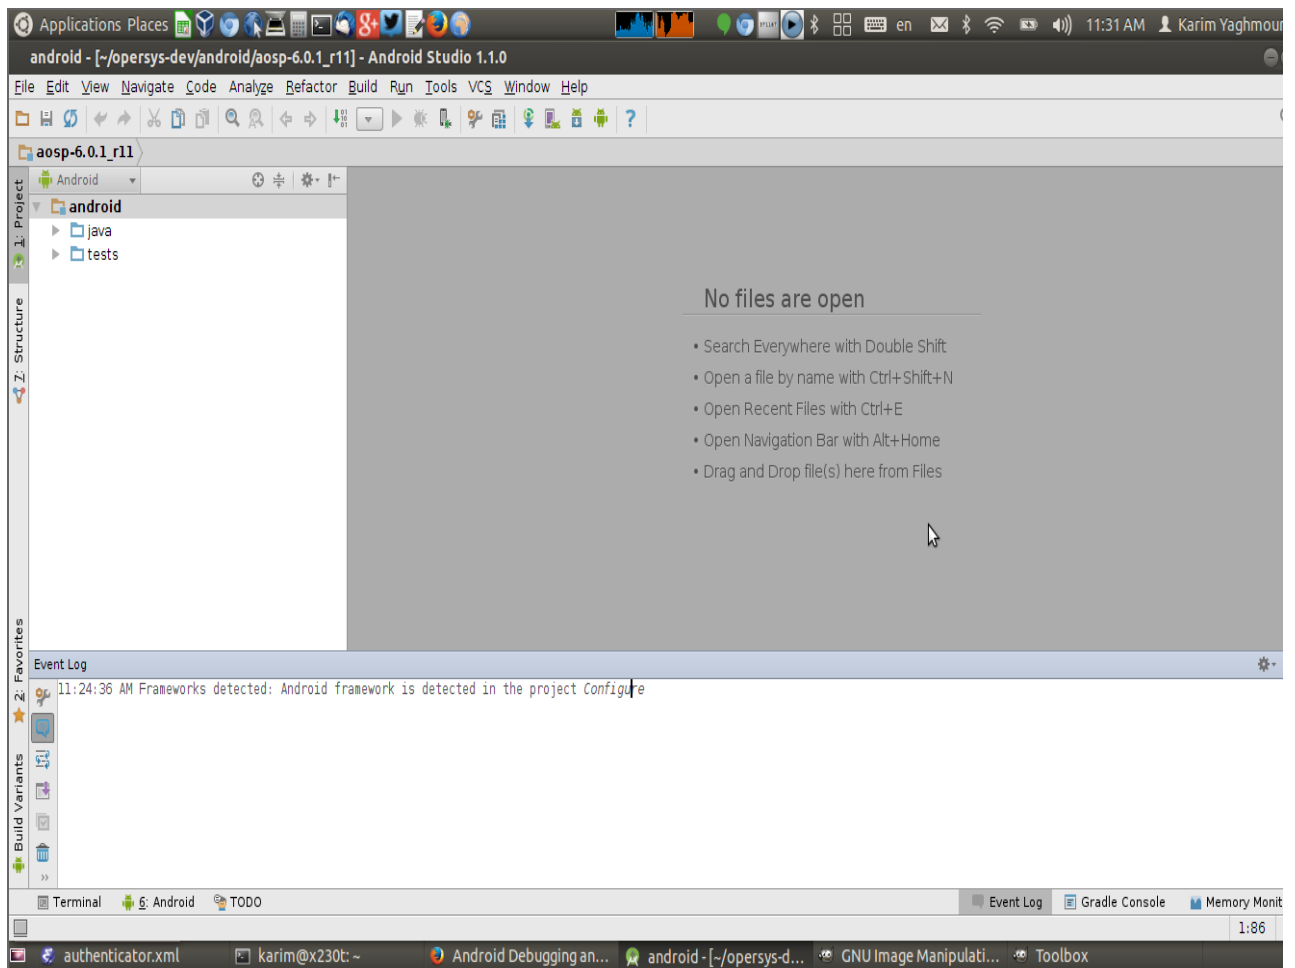 Applications Places en 11:31 AM Karim Yaghmour
android - [~/opersys-dev/android/aosp-6.0.1_r11] - Android Studio 1.1.0
File Edit View Navigate Code Analyze Refactor Build Run Tools VCS Window Help
aosp-6.0.1_r11
Android
android
java
tests
1: Project
7: Structure
2: Favorites
Build Variants
No files are open
• Search Everywhere with Double Shift
• Open a file by name with Ctrl+Shift+N
• Open Recent Files with Ctrl+E
• Open Navigation Bar with Alt+Home
• Drag and Drop file(s) here from Files
Event Log
11:24:36 AM Frameworks detected: Android framework is detected in the project Configure
Terminal 6: Android TODO Event Log Gradle Console Memory Monit
1:86
authenticator.xml karim@x230t: ~ Android Debugging an... android - [~/opersys-d... GNU Image Manipulati... Toolbox